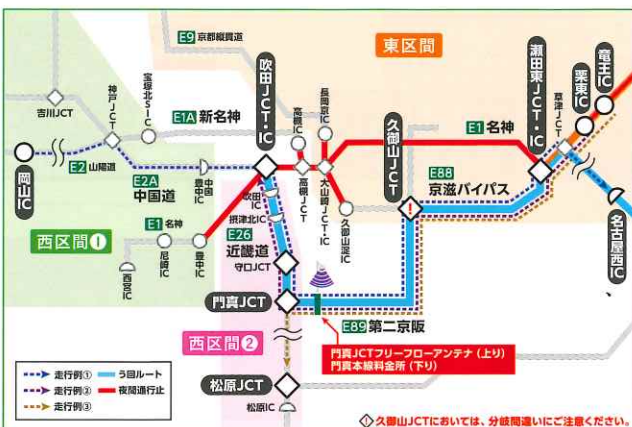 E9 京都縦貫道
東区間
吹田JCT・IC
瀬田東JCT・IC
竜王IC
栗東IC
草津JCT
神戸JCT
宝塚北SIC
E1A 新名神
高槻IC
長岡京IC
久御山JCT
E1 名神
吉川JCT
岡山IC
E2 山陽道
E2A
中国道
中国
豊中IC
高槻JCT
大山崎JCT・IC
久御山淀IC
E88
京滋バイパス
名古屋西IC
吹田IC
摂津北IC
E1 名神
西区間①
西宮IC
尼崎IC
豊中IC
E26
近畿道
守口JCT
門真JCT
E89 第二京阪
西区間②
門真JCTフリーフローアンテナ (上り)
門真本線料金所 (下り)
走行例① う回ルート
走行例② 夜間通行止
走行例③
松原JCT
松原IC
久御山JCTにおいては、分岐間違いにご注意ください。